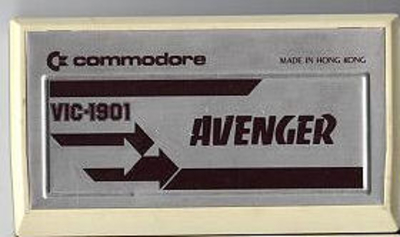 commodore
MADE IN HONG KONG
VIC-1901
AVENGER